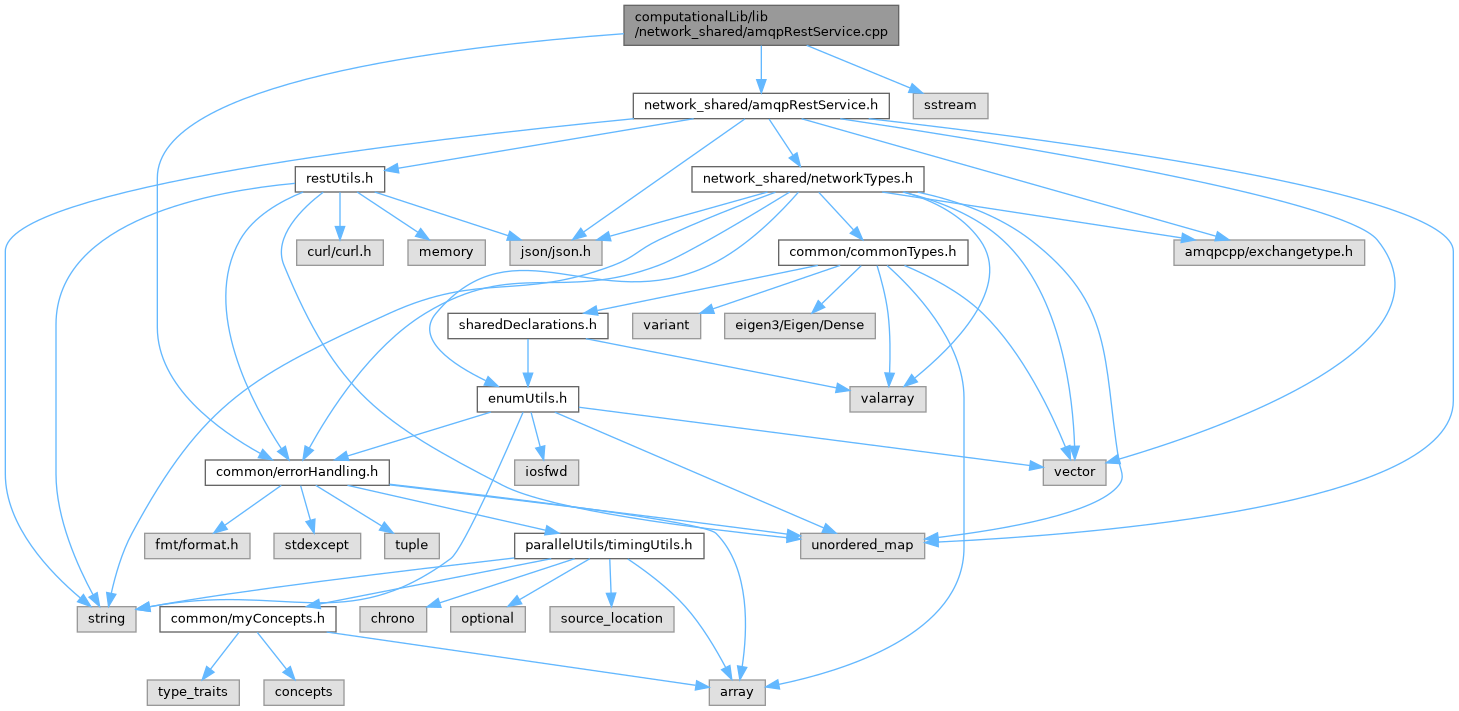 computationalLib/lib
/network_shared/amqpRestService.cpp
network_shared/amqpRestService.h
sstream
restUtils.h
network_shared/networkTypes.h
curl/curl.h
memory
json/json.h
common/commonTypes.h
amqpcpp/exchangetype.h
sharedDeclarations.h
variant
eigen3/Eigen/Dense
enumUtils.h
valarray
common/errorHandling.h
iosfwd
vector
fmt/format.h
stdexcept
tuple
parallelUtils/timingUtils.h
unordered_map
string
common/myConcepts.h
chrono
optional
source_location
type_traits
concepts
array